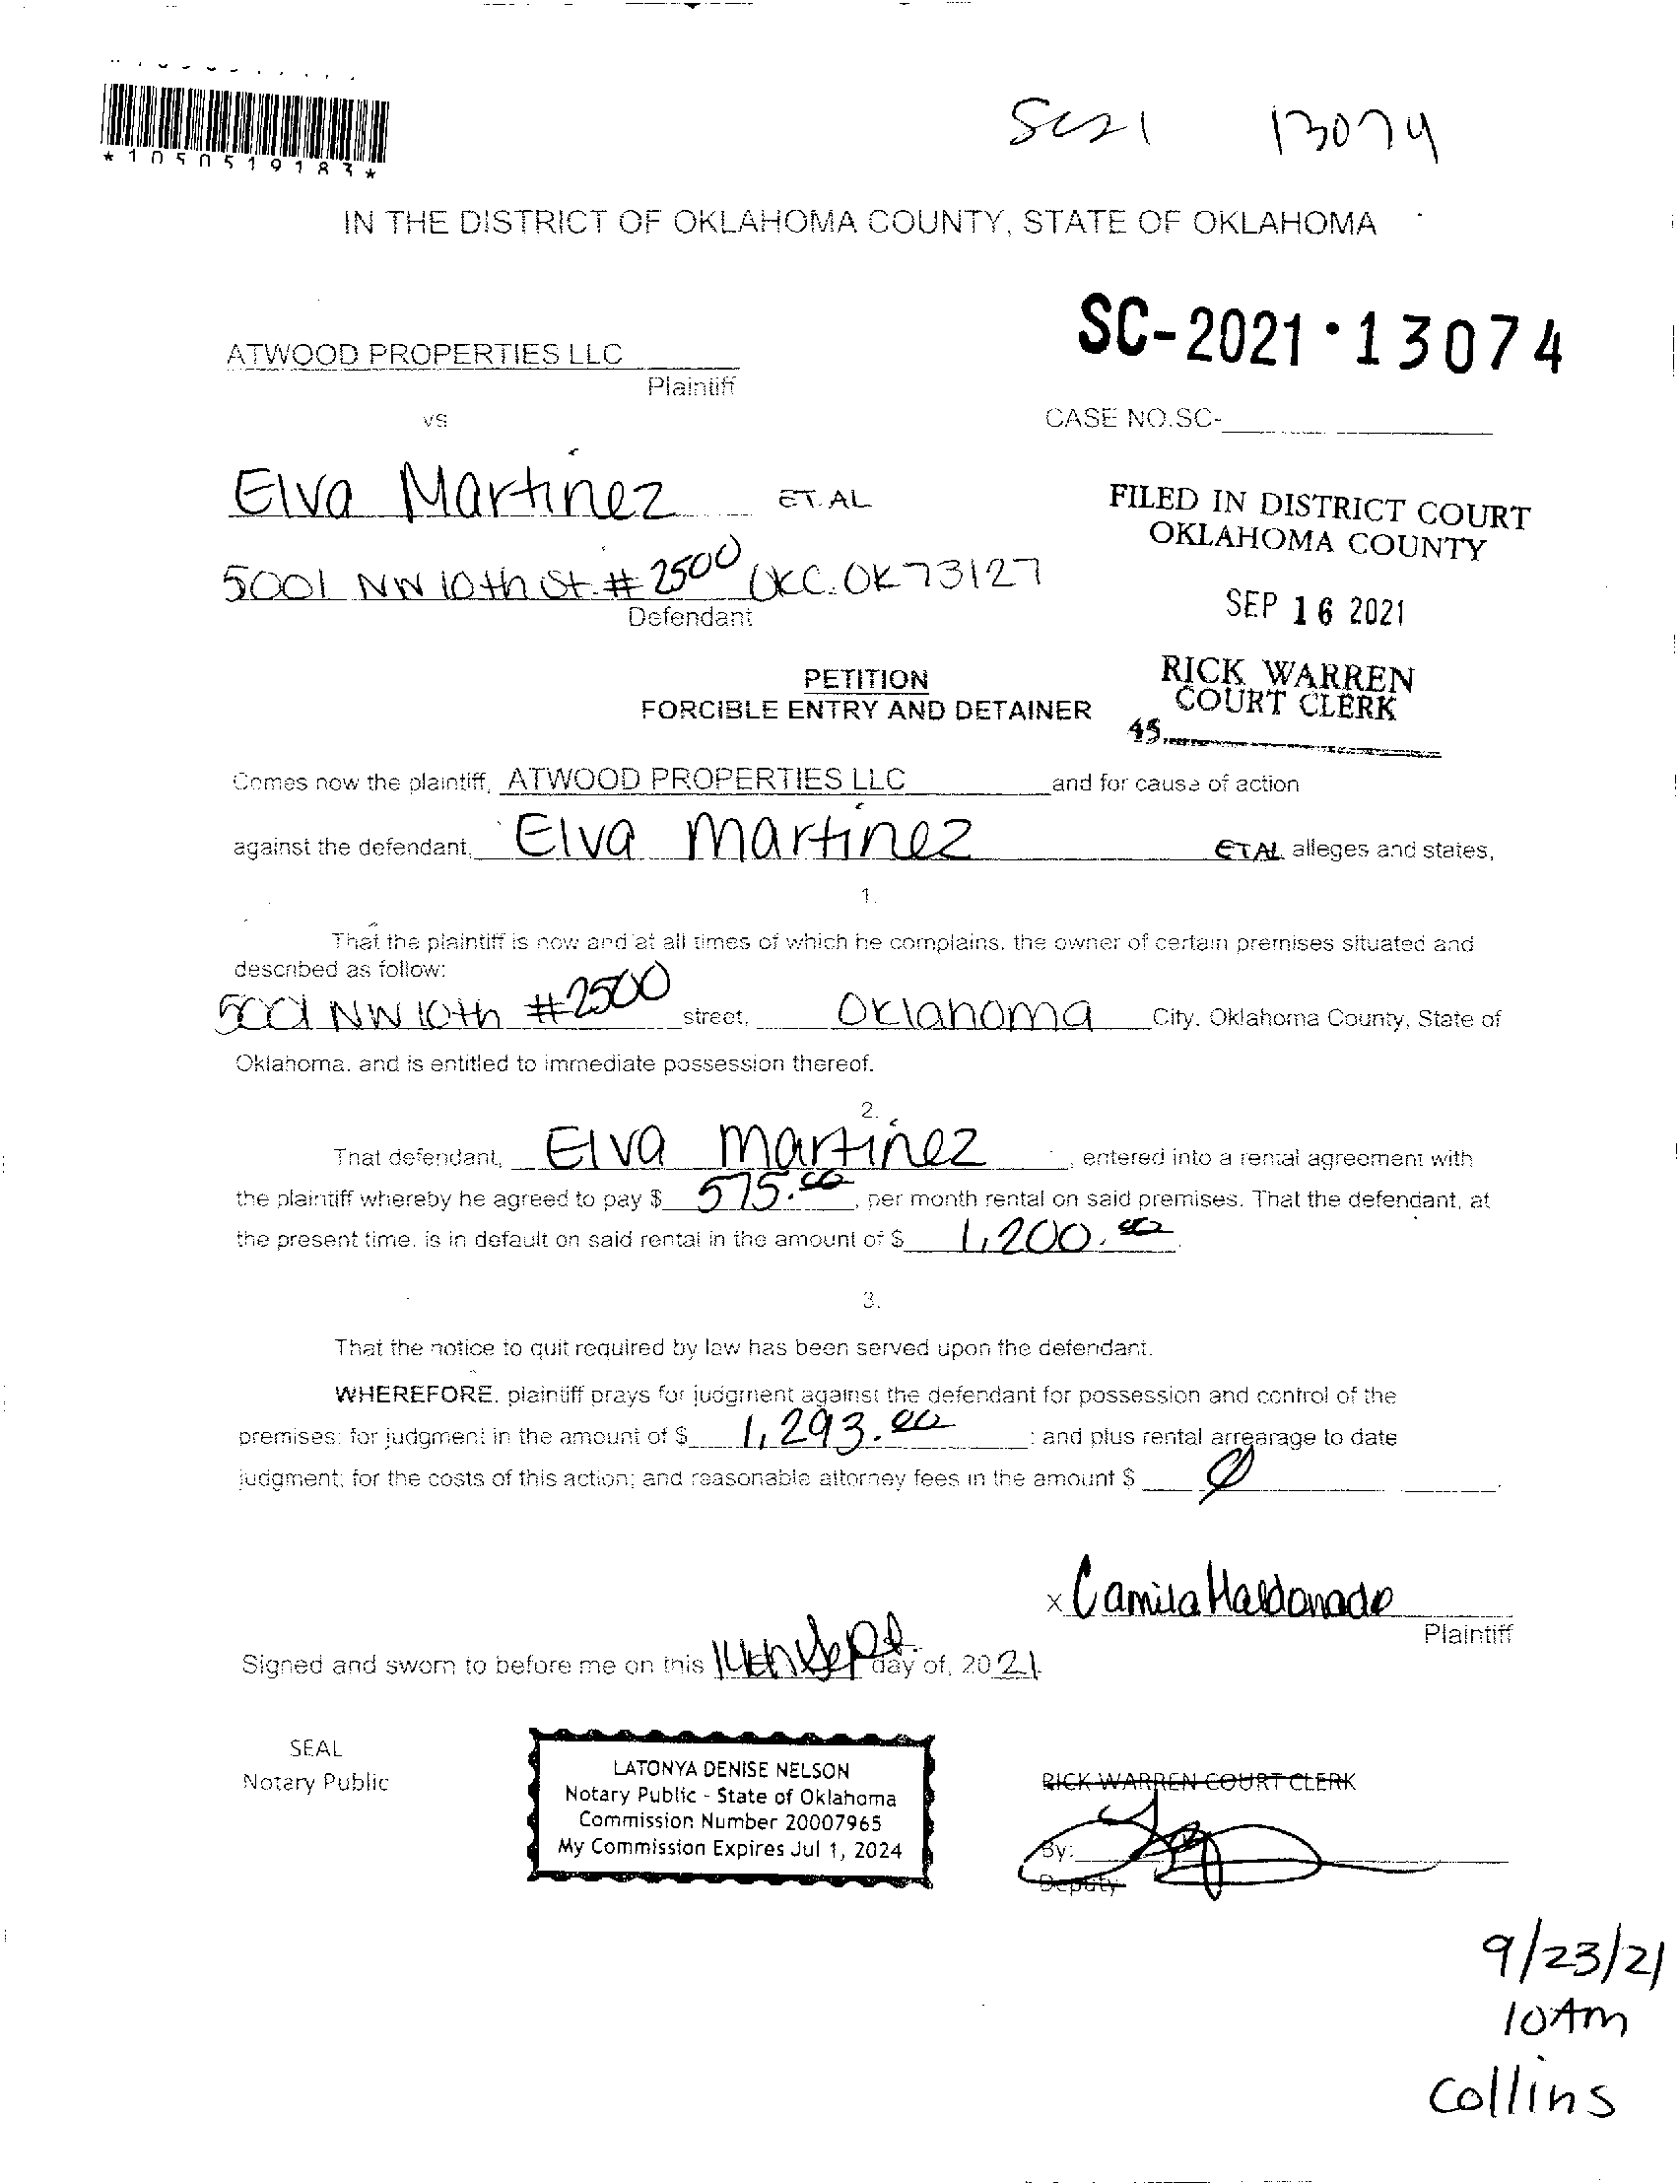 *1050519183*
SC21 13074
IN THE DISTRICT OF OKLAHOMA COUNTY, STATE OF OKLAHOMA
SC-2021·13074
ATWOOD PROPERTIES LLC
Plaintiff
vs
CASE NO.SC-
Elva Martinez ET.AL
FILED IN DISTRICT COURT
OKLAHOMA COUNTY
5001 NW 10th St. # 2500 OKC. OK 73127
Defendant
SEP 16 2021
RICK WARREN
COURT CLERK
45
PETITION
FORCIBLE ENTRY AND DETAINER
Comes now the plaintiff, ATWOOD PROPERTIES LLC and for cause of action
against the defendant, Elva Martinez ETAL alleges and states,
1.
That the plaintiff is now and at all times of which he complains, the owner of certain premises situated and
described as follow:
5001 NW 10th #2500 street, Oklahoma City, Oklahoma County, State of
Oklahoma, and is entitled to immediate possession thereof.
2.
That defendant, Elva Martinez, entered into a rental agreement with
the plaintiff whereby he agreed to pay $ 575.00, per month rental on said premises. That the defendant, at
the present time, is in default on said rental in the amount of $ 1,200.00.
3.
That the notice to quit required by law has been served upon the defendant.
WHEREFORE, plaintiff prays for judgment against the defendant for possession and control of the
premises; for judgment in the amount of $ 1,293.00; and plus rental arrearage to date
judgment; for the costs of this action; and reasonable attorney fees in the amount $ 0.
x Camila Maldonado
Plaintiff
Signed and sworn to before me on this 14th Sept. day of, 2021.
SEAL
Notary Public
LATONYA DENISE NELSON
Notary Public - State of Oklahoma
Commission Number 20007965
My Commission Expires Jul 1, 2024
RICK WARREN COURT CLERK
By:
Deputy
9/23/21
10AM
Collins